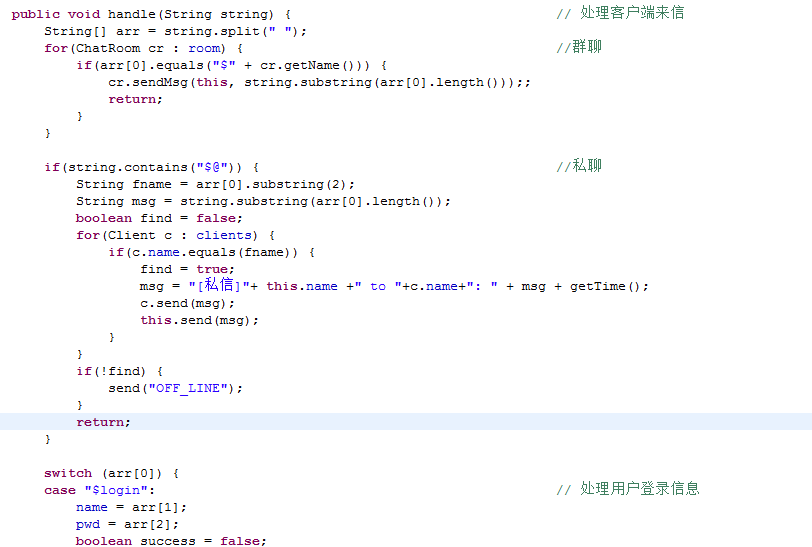 public void handle(String string) { // 处理客户端来信
String[] arr = string.split(" ");
for(ChatRoom cr : room) { //群聊
if(arr[0].equals("$" + cr.getName())) {
cr.sendMsg(this, string.substring(arr[0].length()));;
return;
}
}
if(string.contains("$@")) { //私聊
String fname = arr[0].substring(2);
String msg = string.substring(arr[0].length());
boolean find = false;
for(Client c : clients) {
if(c.name.equals(fname)) {
find = true;
msg = "[私信]"+ this.name +" to "+c.name+": " + msg + getTime();
c.send(msg);
this.send(msg);
}
}
if(!find) {
send("OFF_LINE");
}
return;
}
switch (arr[0]) {
case "$login": // 处理用户登录信息
name = arr[1];
pwd = arr[2];
boolean success = false;